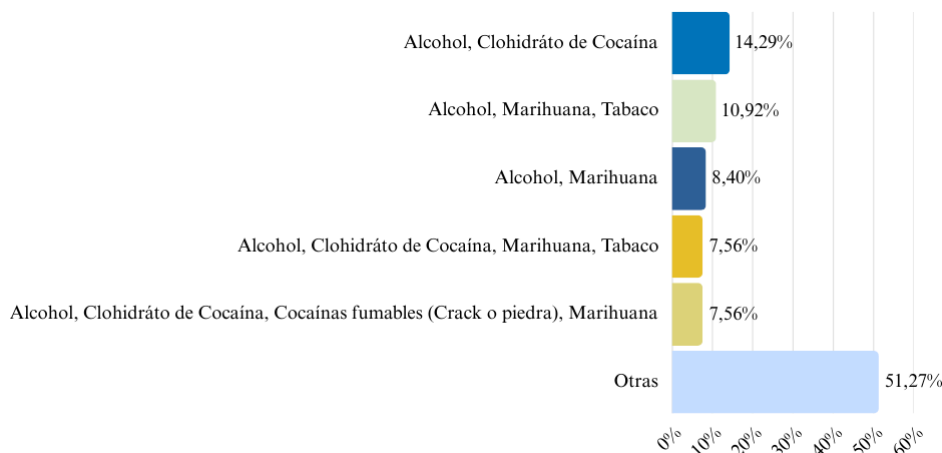 Alcohol, Clohidráto de Cocaína 14,29%
Alcohol, Marihuana, Tabaco 10,92%
Alcohol, Marihuana 8,40%
Alcohol, Clohidráto de Cocaína, Marihuana, Tabaco 7,56%
Alcohol, Clohidráto de Cocaína, Cocaínas fumables (Crack o piedra), Marihuana 7,56%
Otras 51,27%
0% 10% 20% 30% 40% 50% 60%